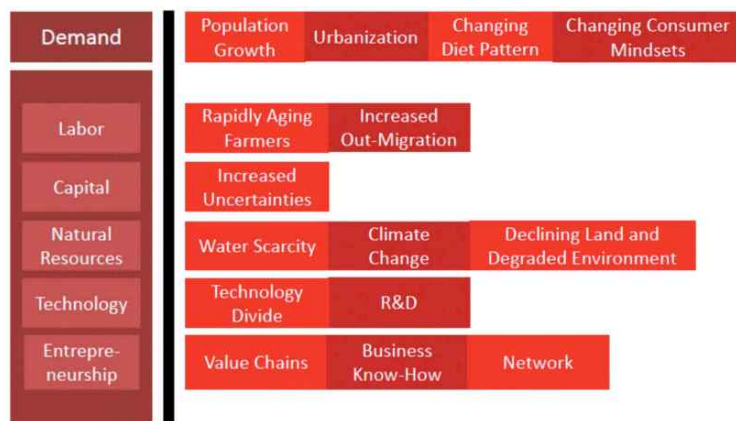 Demand
Population
Growth
Urbanization
Changing
Diet Pattern
Changing Consumer
Mindsets
Labor
Rapidly Aging
Farmers
Increased
Out-Migration
Capital
Increased
Uncertainties
Natural
Resources
Water Scarcity
Climate
Change
Declining Land and
Degraded Environment
Technology
Technology
Divide
R&D
Entrepre-
neurship
Value Chains
Business
Know-How
Network